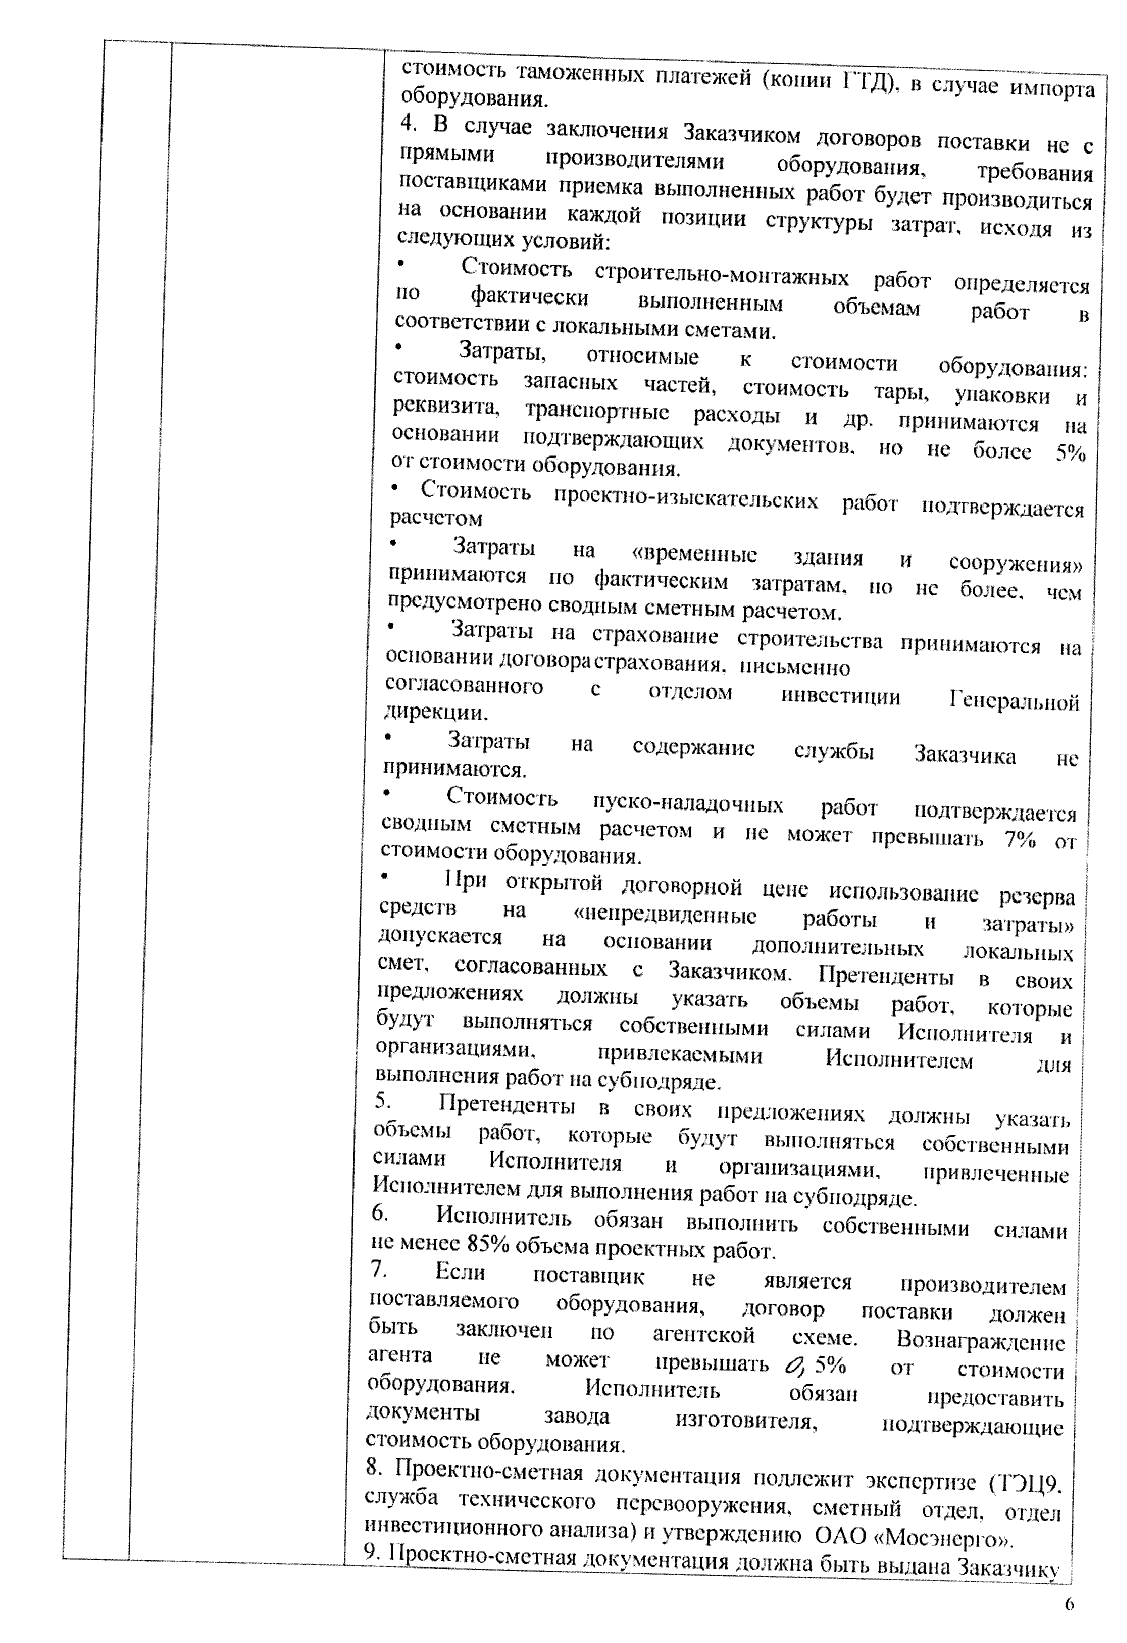 стоимость таможенных платежей (копии ГТД), в случае импорта
оборудования.
4. В случае заключения Заказчиком договоров поставки не с
прямыми производителями оборудования, требования
поставщиками приемка выполненных работ будет производиться
на основании каждой позиции структуры затрат, исходя из
следующих условий:
• Стоимость строительно-монтажных работ определяется
по фактически выполненным объемам работ в
соответствии с локальными сметами.
• Затраты, относимые к стоимости оборудования:
стоимость запасных частей, стоимость тары, упаковки и
реквизита, транспортные расходы и др. принимаются на
основании подтверждающих документов, но не более 5%
от стоимости оборудования.
• Стоимость проектно-изыскательских работ подтверждается
расчетом
• Затраты на «временные здания и сооружения»
принимаются по фактическим затратам, но не более, чем
предусмотрено сводным сметным расчетом.
• Затраты на страхование строительства принимаются на
основании договора страхования, письменно
согласованного с отделом инвестиции Генеральной
дирекции.
• Затраты на содержание службы Заказчика не
принимаются.
• Стоимость пуско-наладочных работ подтверждается
сводным сметным расчетом и не может превышать 7% от
стоимости оборудования.
• При открытой договорной цене использование резерва
средств на «непредвиденные работы и затраты»
допускается на основании дополнительных локальных
смет, согласованных с Заказчиком. Претенденты в своих
предложениях должны указать объемы работ, которые
будут выполняться собственными силами Исполнителя и
организациями, привлекаемыми Исполнителем для
выполнения работ на субподряде.
5. Претенденты в своих предложениях должны указать
объемы работ, которые будут выполняться собственными
силами Исполнителя и организациями, привлеченные
Исполнителем для выполнения работ на субподряде.
6. Исполнитель обязан выполнить собственными силами
не менее 85% объема проектных работ.
7. Если поставщик не является производителем
поставляемого оборудования, договор поставки должен
быть заключен по агентской схеме. Вознаграждение
агента не может превышать 0, 5% от стоимости
оборудования. Исполнитель обязан предоставить
документы завода изготовителя, подтверждающие
стоимость оборудования.
8. Проектно-сметная документация подлежит экспертизе (ТЭЦ9,
служба технического перевооружения, сметный отдел, отдел
инвестиционного анализа) и утверждению ОАО «Мосэнерго».
9. Проектно-сметная документация должна быть выдана Заказчику
6